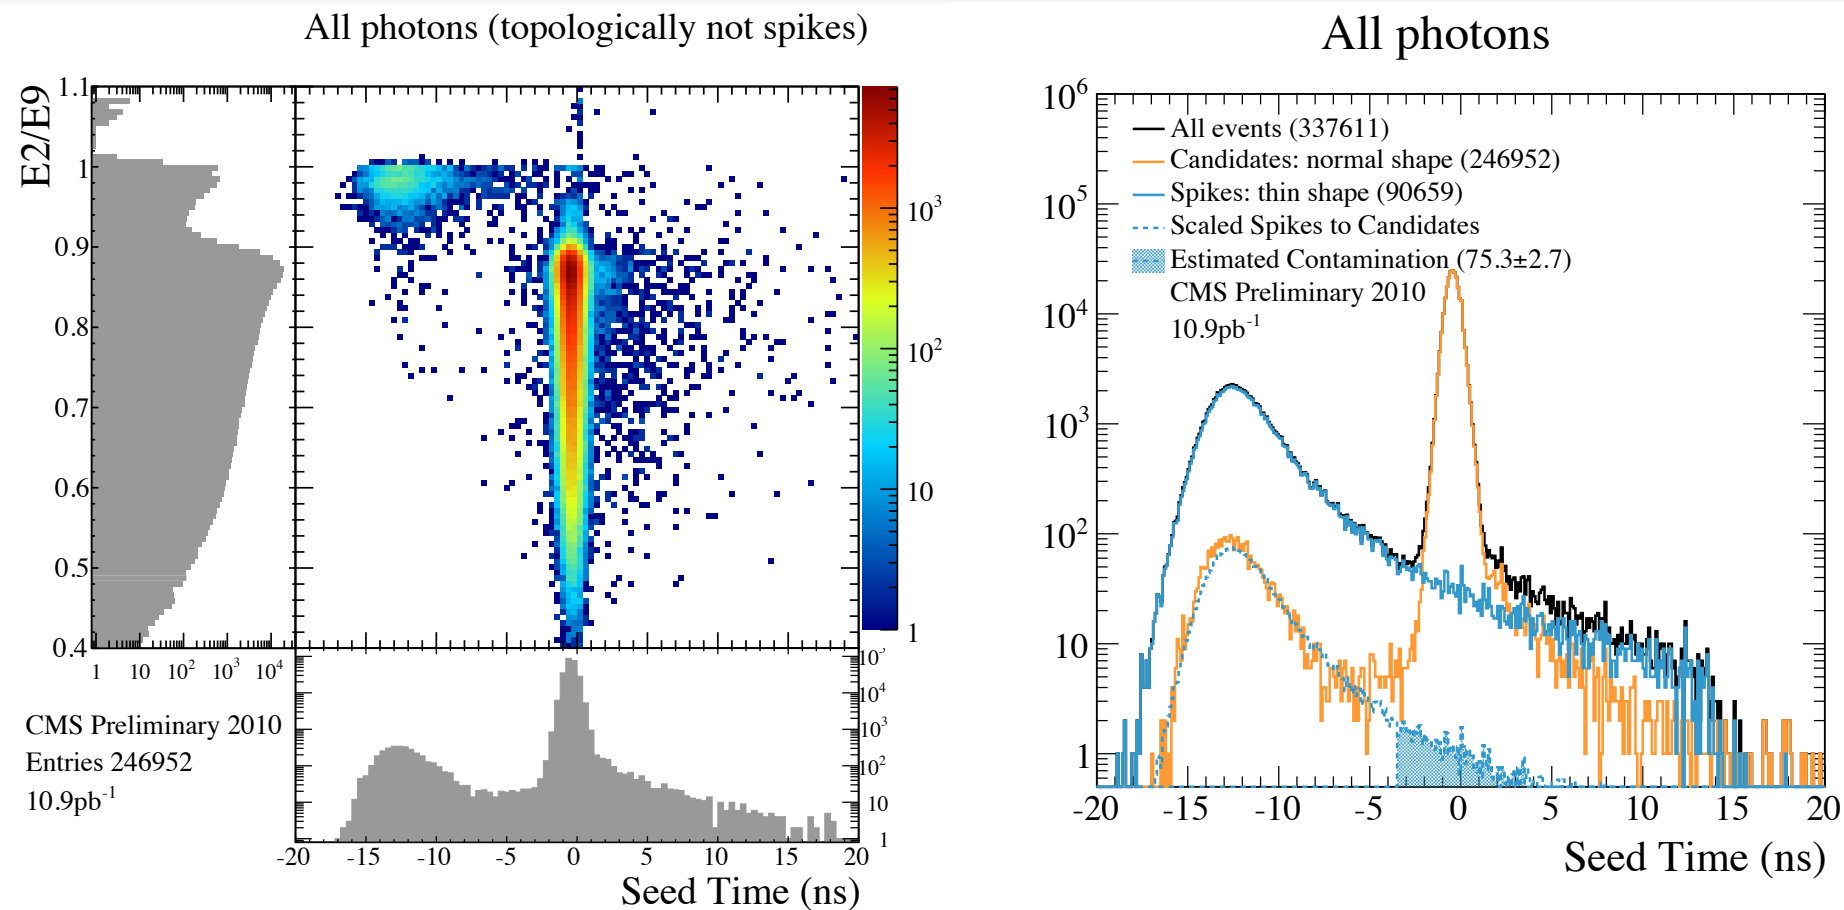 All photons (topologically not spikes)
E2/E9
1.1
1
0.9
0.8
0.7
0.6
0.5
0.4
1 10 10² 10³ 10⁴
10³
10²
10
1
10⁴
10³
10²
10
1
-20 -15 -10 -5 0 5 10 15 20
Seed Time (ns)
CMS Preliminary 2010
Entries 246952
10.9pb⁻¹
All photons
10⁶
10⁵
10⁴
10³
10²
10
1
All events (337611)
Candidates: normal shape (246952)
Spikes: thin shape (90659)
Scaled Spikes to Candidates
Estimated Contamination (75.3±2.7)
CMS Preliminary 2010
10.9pb⁻¹
-20 -15 -10 -5 0 5 10 15 20
Seed Time (ns)